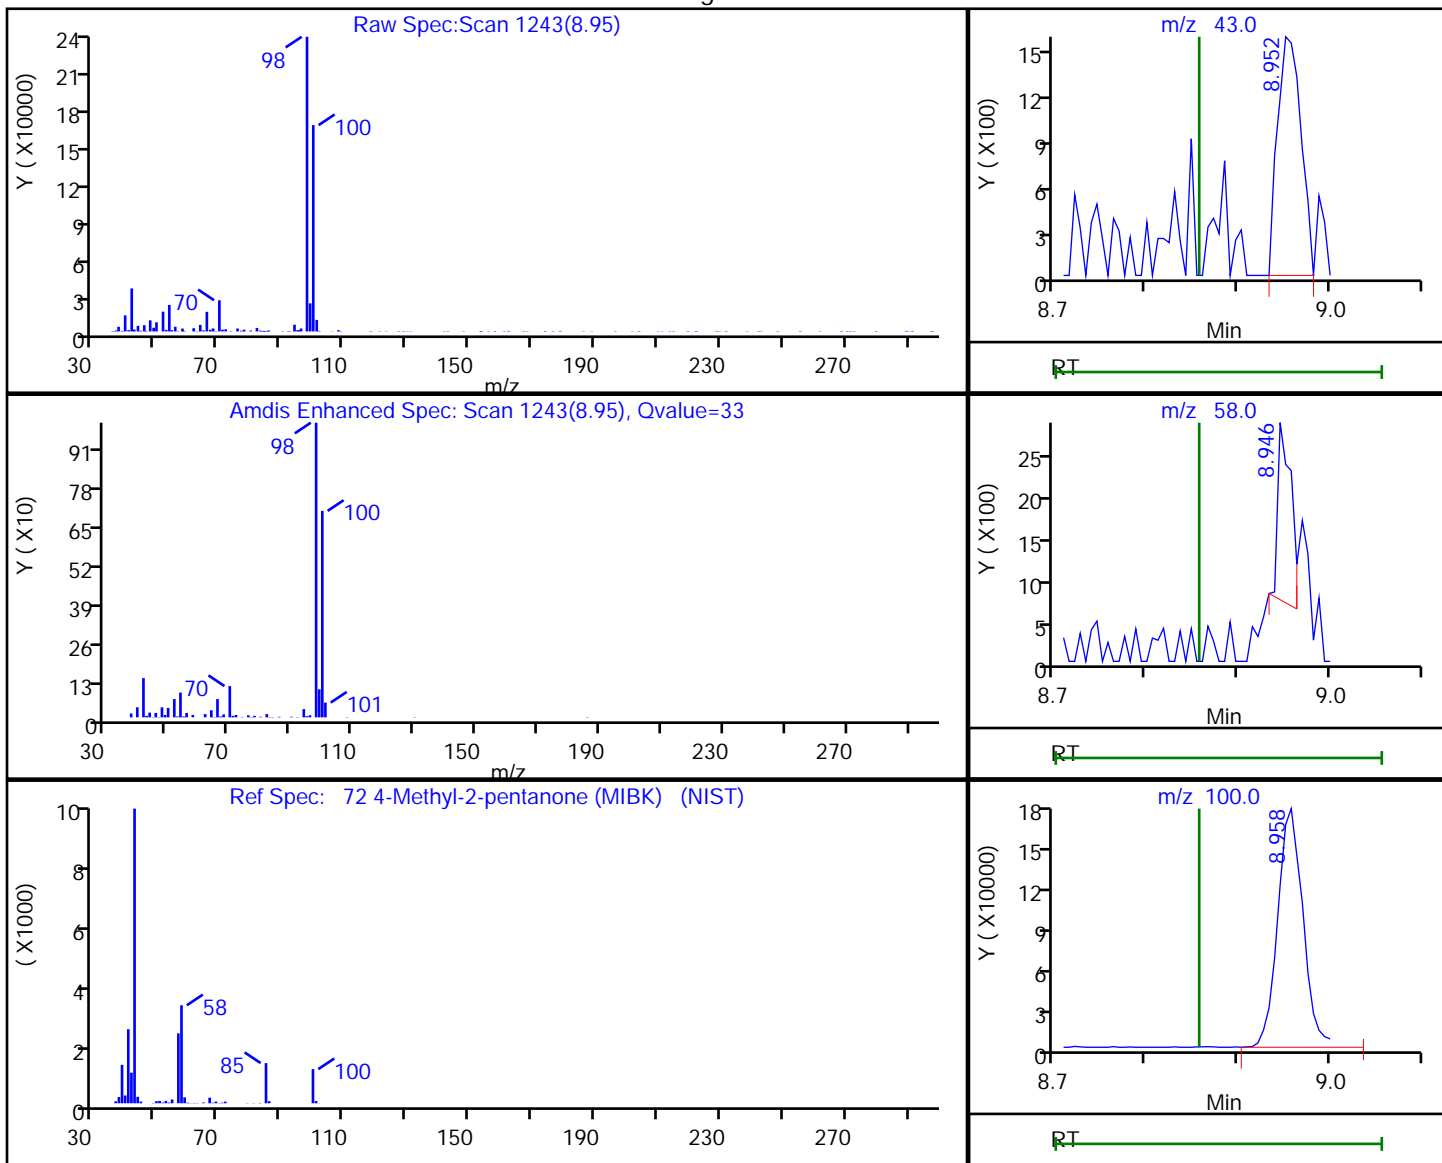 Raw Spec:Scan 1243(8.95)
24
21
18
15
12
9
6
3
0
Y ( X10000)
98
100
70
30 70 110 150 190 230 270
m/z
m/z 43.0
15
12
9
6
3
0
Y ( X100)
8.952
8.7 9.0
Min
RT
Amdis Enhanced Spec: Scan 1243(8.95), Qvalue=33
91
78
65
52
39
26
13
0
Y ( X10)
98
100
70
101
30 70 110 150 190 230 270
m/z
m/z 58.0
25
20
15
10
5
0
Y ( X100)
8.946
8.7 9.0
Min
RT
Ref Spec: 72 4-Methyl-2-pentanone (MIBK) (NIST)
10
8
6
4
2
0
( X1000)
58
85
100
30 70 110 150 190 230 270
m/z 100.0
18
15
12
9
6
3
0
Y ( X10000)
8.958
8.7 9.0
Min
RT